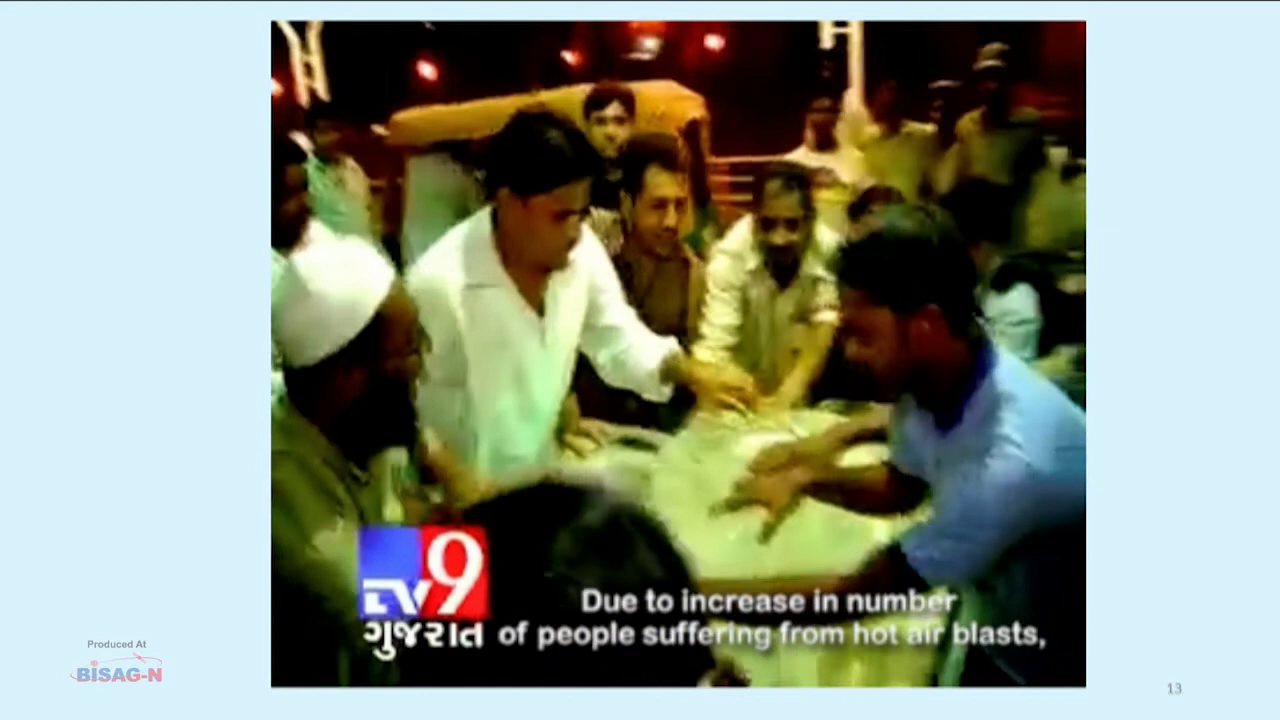 TV9
ગુજરાત
Due to increase in number
of people suffering from hot air blasts,
Produced At
BISAG-N
13